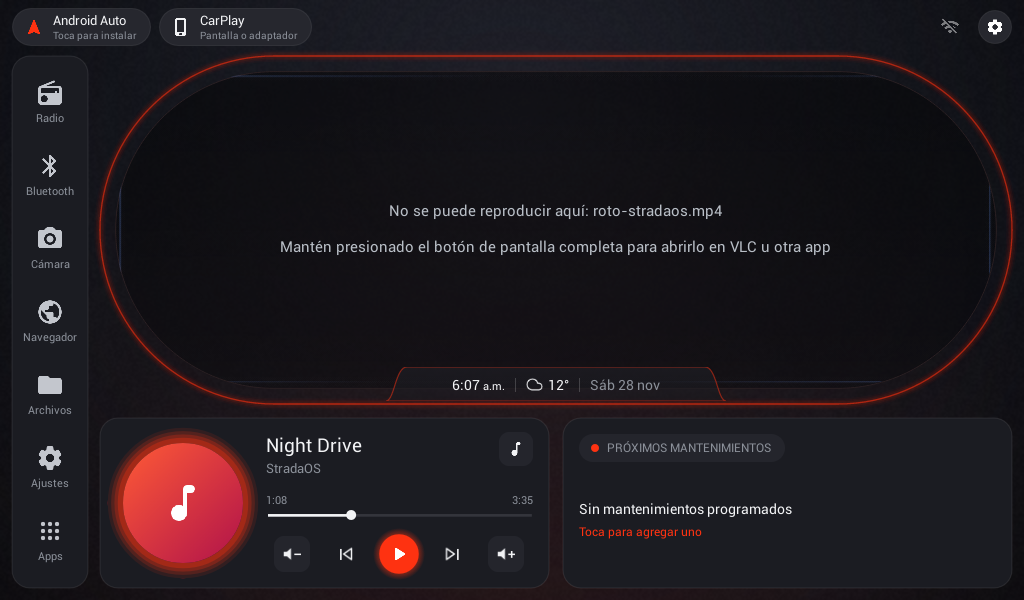 Android Auto
Toca para instalar
CarPlay
Pantalla o adaptador
Radio
Bluetooth
Cámara
Navegador
Archivos
Ajustes
Apps
No se puede reproducir aquí: roto-stradaos.mp4
Mantén presionado el botón de pantalla completa para abrirlo en VLC u otra app
6:07 a.m. 12° Sáb 28 nov
Night Drive
StradaOS
1:08 3:35
PRÓXIMOS MANTENIMIENTOS
Sin mantenimientos programados
Toca para agregar uno